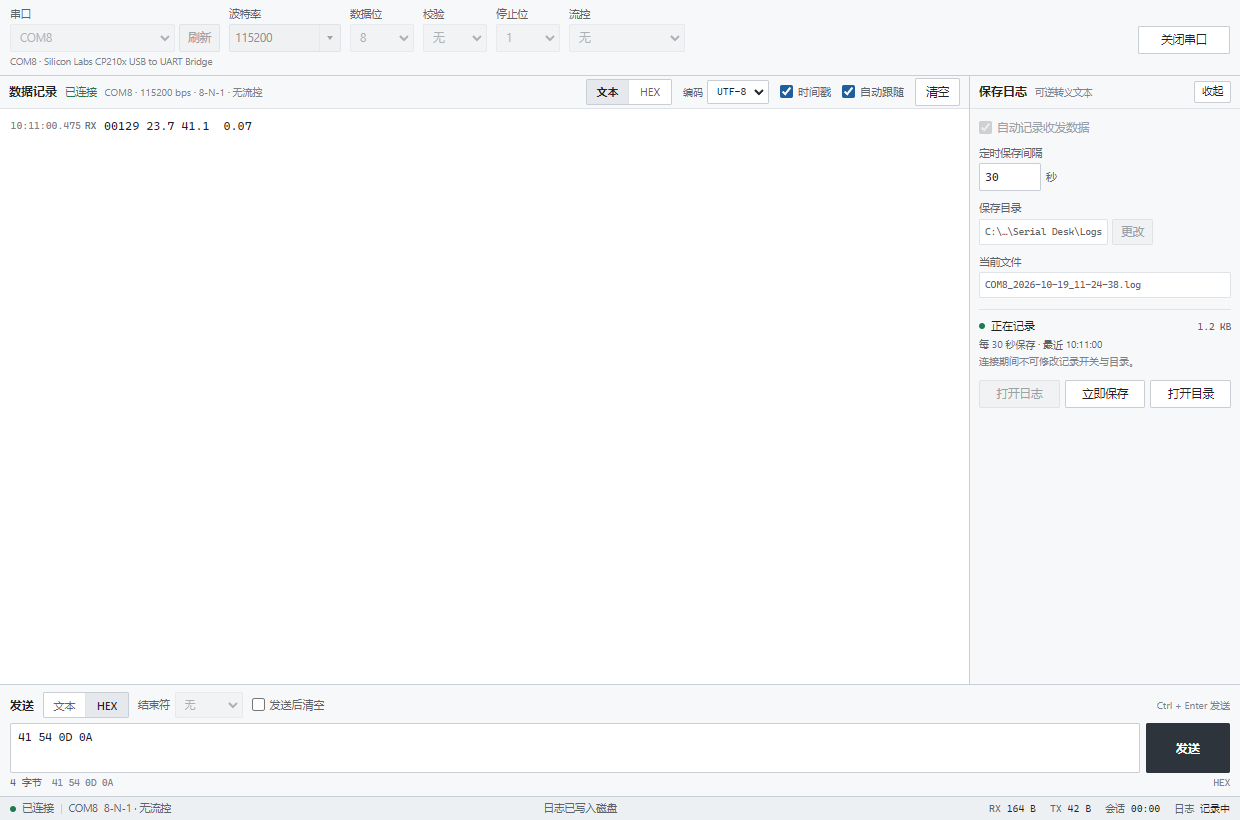 串口 波特率 数据位 校验 停止位 流控
COM8 刷新 115200 8 无 1 无 关闭串口
COM8 · Silicon Labs CP210x USB to UART Bridge
数据记录 已连接 COM8 · 115200 bps · 8-N-1 · 无流控 文本 HEX 编码 UTF-8 时间戳 自动跟随 清空
10:11:00.475 RX 00129 23.7 41.1 0.07
保存日志 可逆转义文本 收起
自动记录收发数据
定时保存间隔
30 秒
保存目录
C:\…\Serial Desk\Logs 更改
当前文件
COM8_2026-10-19_11-24-38.log
正在记录 1.2 KB
每 30 秒保存 · 最近 10:11:00
连接期间不可修改记录开关与目录。
打开日志 立即保存 打开目录
发送 文本 HEX 结束符 无 发送后清空 Ctrl + Enter 发送
41 54 0D 0A
发送
4 字节 41 54 0D 0A HEX
已连接 COM8 8-N-1 · 无流控 日志已写入磁盘 RX 164 B TX 42 B 会话 00:00 日志 记录中